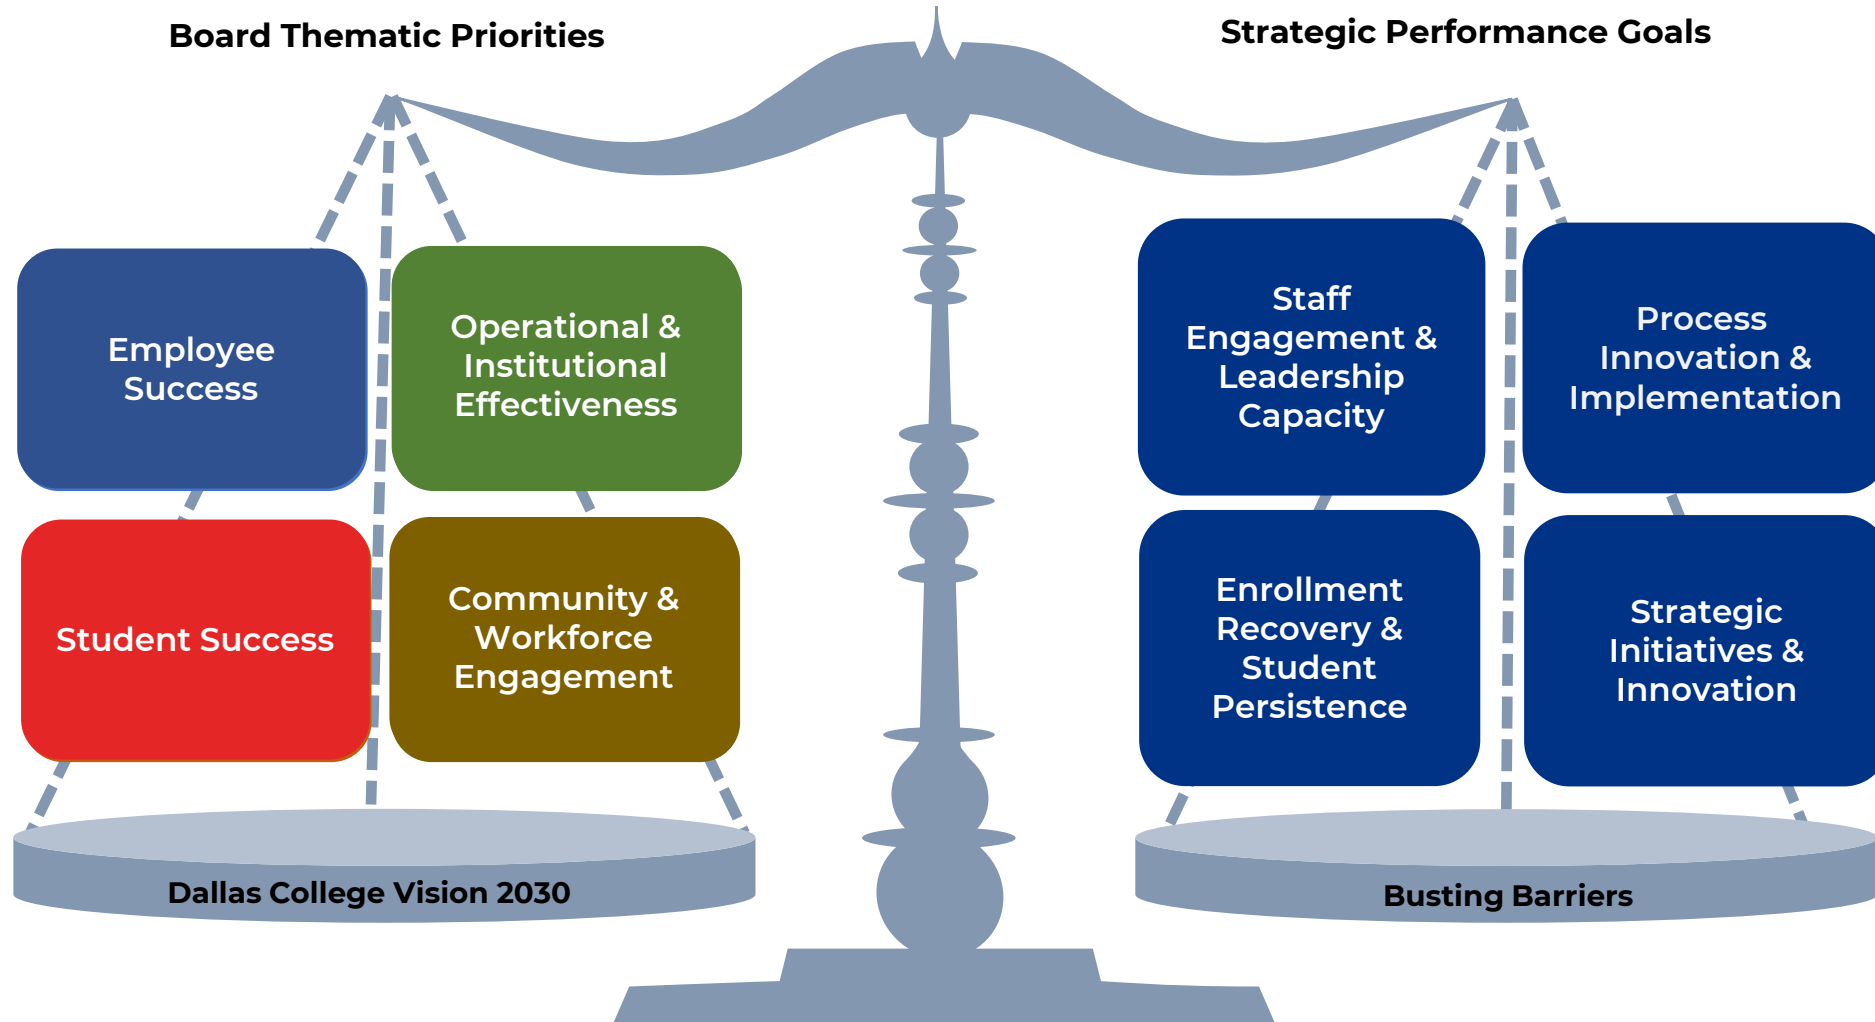 Board Thematic Priorities
Employee
Success
Operational &
Institutional
Effectiveness
Student Success
Community &
Workforce
Engagement
Dallas College Vision 2030
Strategic Performance Goals
Staff
Engagement &
Leadership
Capacity
Process
Innovation &
Implementation
Enrollment
Recovery &
Student
Persistence
Strategic
Initiatives &
Innovation
Busting Barriers